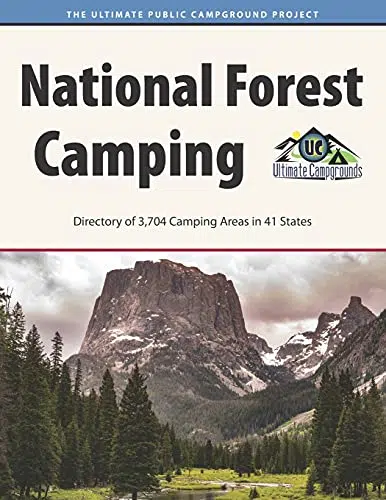 THE ULTIMATE PUBLIC CAMPGROUND PROJECT
National Forest
Camping
UC
Ultimate Campgrounds
Directory of 3,704 Camping Areas in 41 States